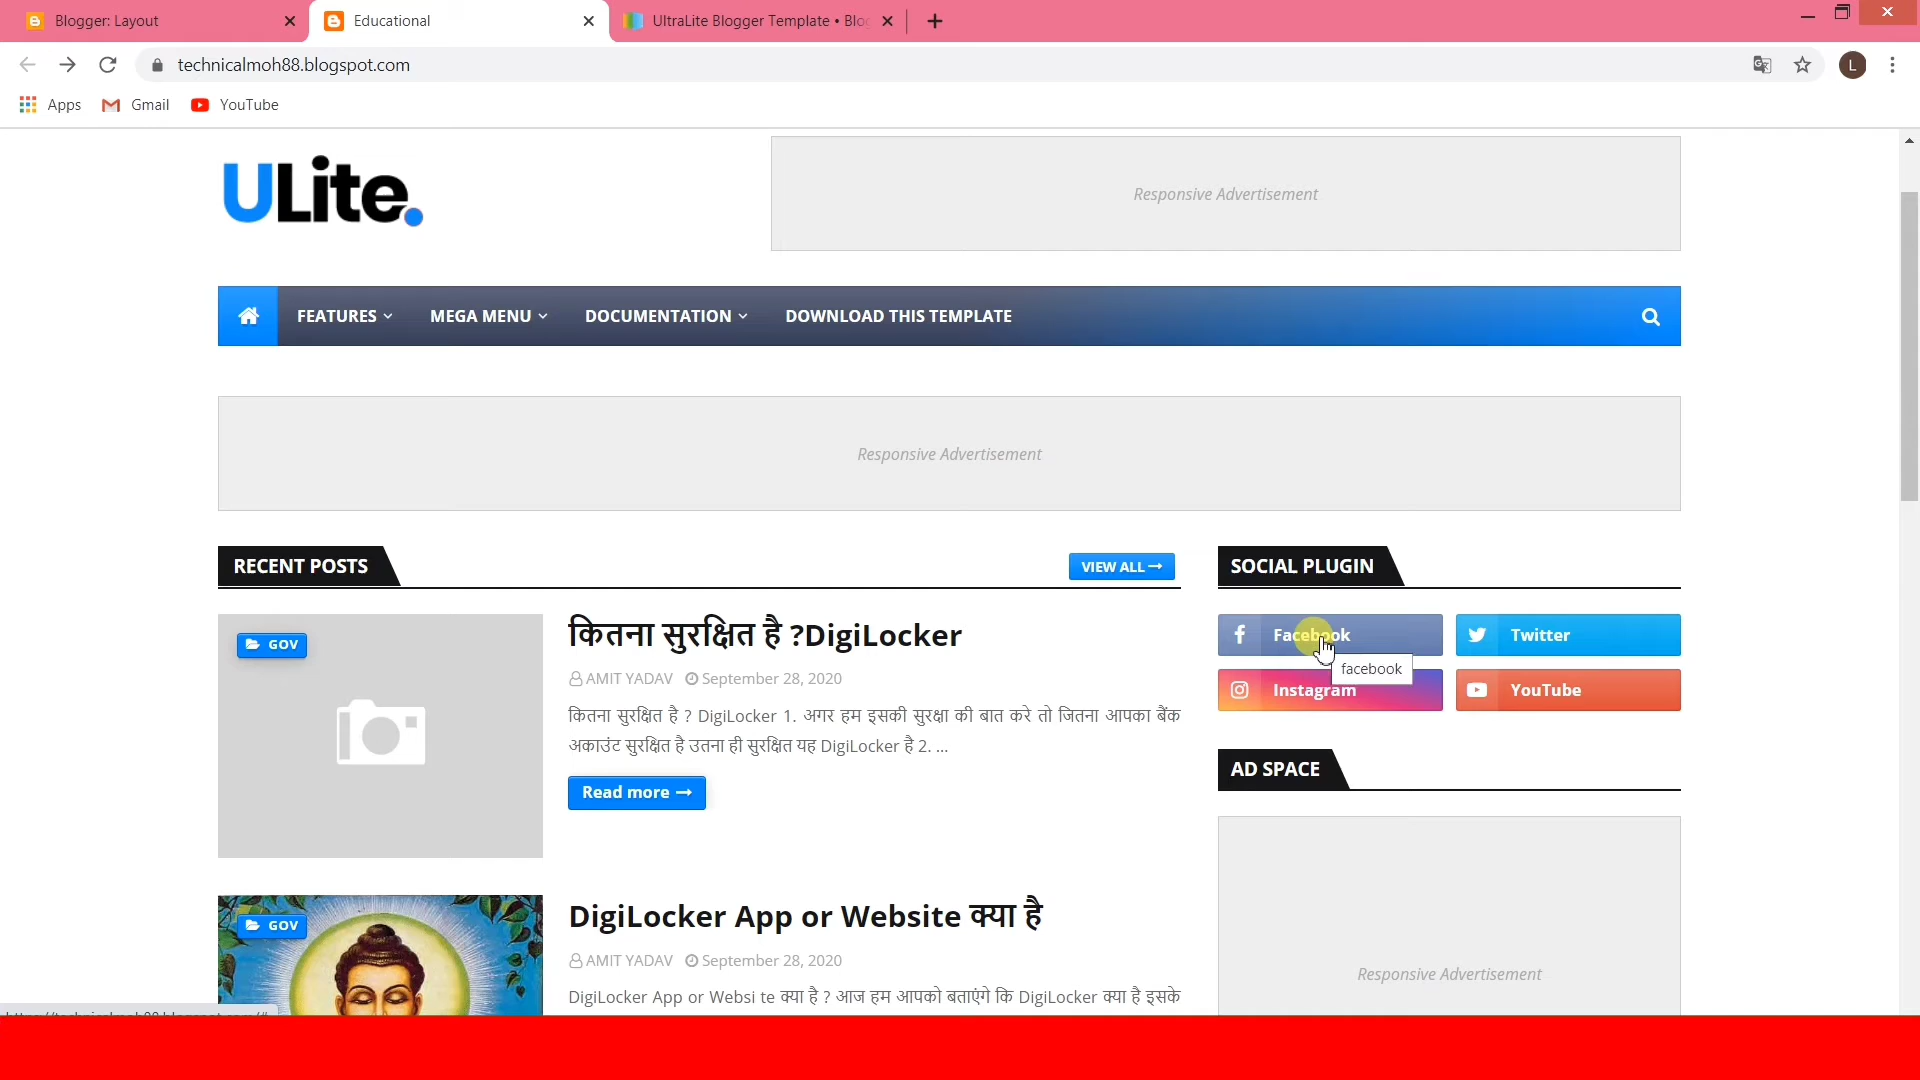 Blogger: Layout
Educational
UltraLite Blogger Template • Blo
technicalmoh88.blogspot.com
L
Apps
Gmail
YouTube
ULite.
Responsive Advertisement
FEATURES
MEGA MENU
DOCUMENTATION
DOWNLOAD THIS TEMPLATE
Responsive Advertisement
RECENT POSTS
VIEW ALL
GOV
कितना सुरक्षित है ?DigiLocker
AMIT YADAV September 28, 2020
कितना सुरक्षित है ? DigiLocker 1. अगर हम इसकी सुरक्षा की बात करे तो जितना आपका बैंक
अकाउंट सुरक्षित है उतना ही सुरक्षित यह DigiLocker है 2. ...
Read more
GOV
DigiLocker App or Website क्या है
AMIT YADAV September 28, 2020
DigiLocker App or Websi te क्या है ? आज हम आपको बताएंगे कि DigiLocker क्या है इसके
SOCIAL PLUGIN
Facebook
Twitter
facebook
Instagram
YouTube
AD SPACE
Responsive Advertisement